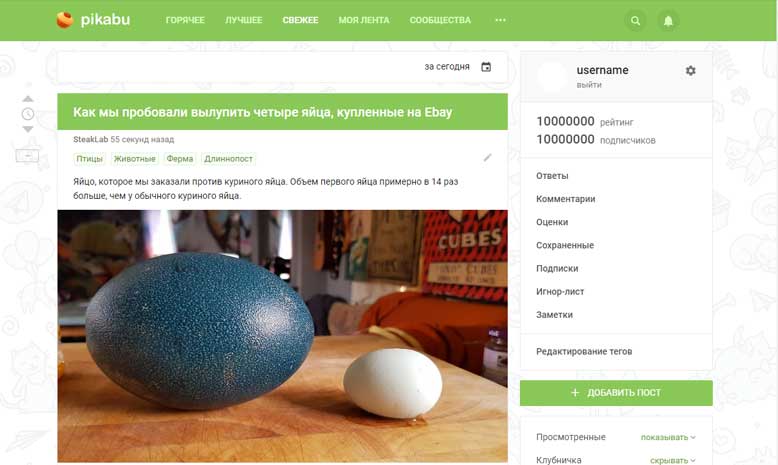 pikabu
ГОРЯЧЕЕ
ЛУЧШЕЕ
СВЕЖЕЕ
МОЯ ЛЕНТА
СООБЩЕСТВА
за сегодня
Как мы пробовали вылупить четыре яйца, купленные на Ebay
SteakLab 55 секунд назад
Птицы
Животные
Ферма
Длиннопост
Яйцо, которое мы заказали против куриного яйца. Объем первого яйца примерно в 14 раз
больше, чем у обычного куриного яйца.
CUBES
CUBES
username
выйти
10000000 рейтинг
10000000 подписчиков
Ответы
Комментарии
Оценки
Сохраненные
Подписки
Игнор-лист
Заметки
Редактирование тегов
+ ДОБАВИТЬ ПОСТ
Просмотренные показывать
Клубничка скрывать